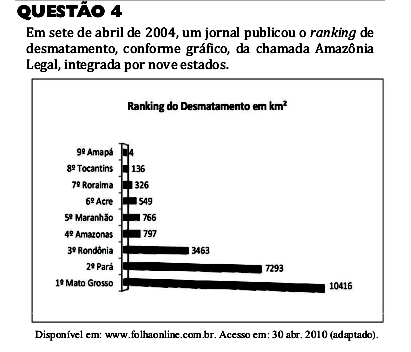 QUESTÃO 4
Em sete de abril de 2004, um jornal publicou o ranking de
desmatamento, conforme gráfico, da chamada Amazônia
Legal, integrada por nove estados.
Ranking do Desmatamento em km²
9º Amapá 4
8º Tocantins 136
7º Roraima 326
6º Acre 549
5º Maranhão 766
4º Amazonas 797
3º Rondônia 3463
2º Pará 7293
1º Mato Grosso 10416
Disponível em: www.folhaonline.com.br. Acesso em: 30 abr. 2010 (adaptado).